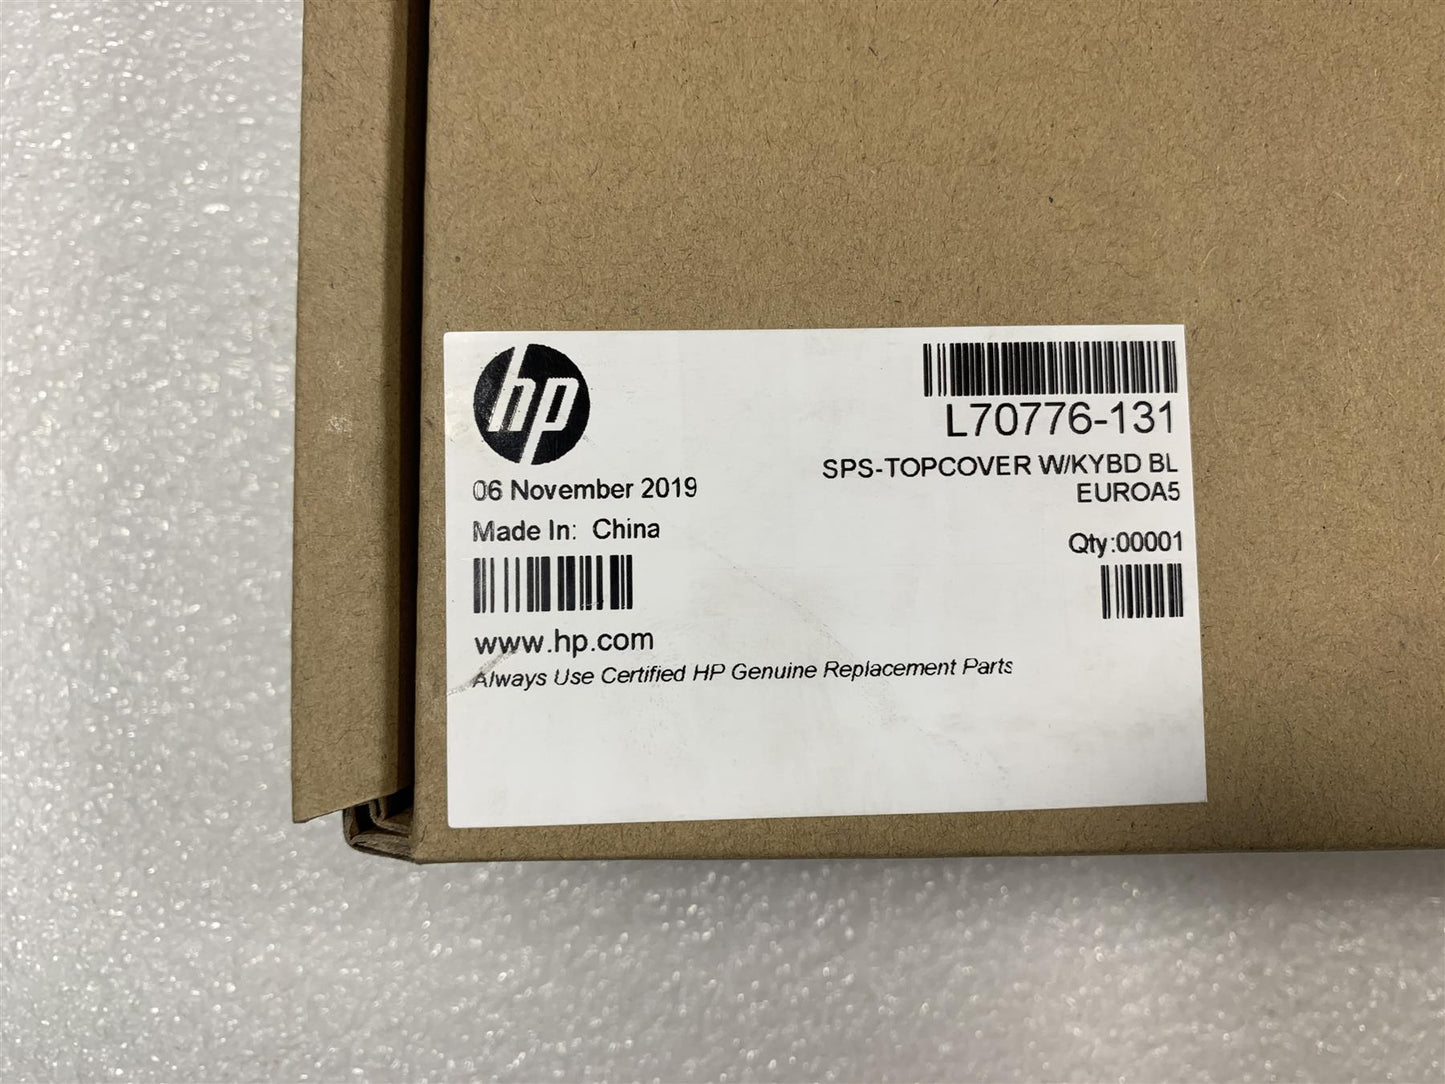 hp
L70776-131
SPS-TOPCOVER W/KYBD BL
EUROA5
06 November 2019
Made In: China
Qty:00001
www.hp.com
Always Use Certified HP Genuine Replacement Parts